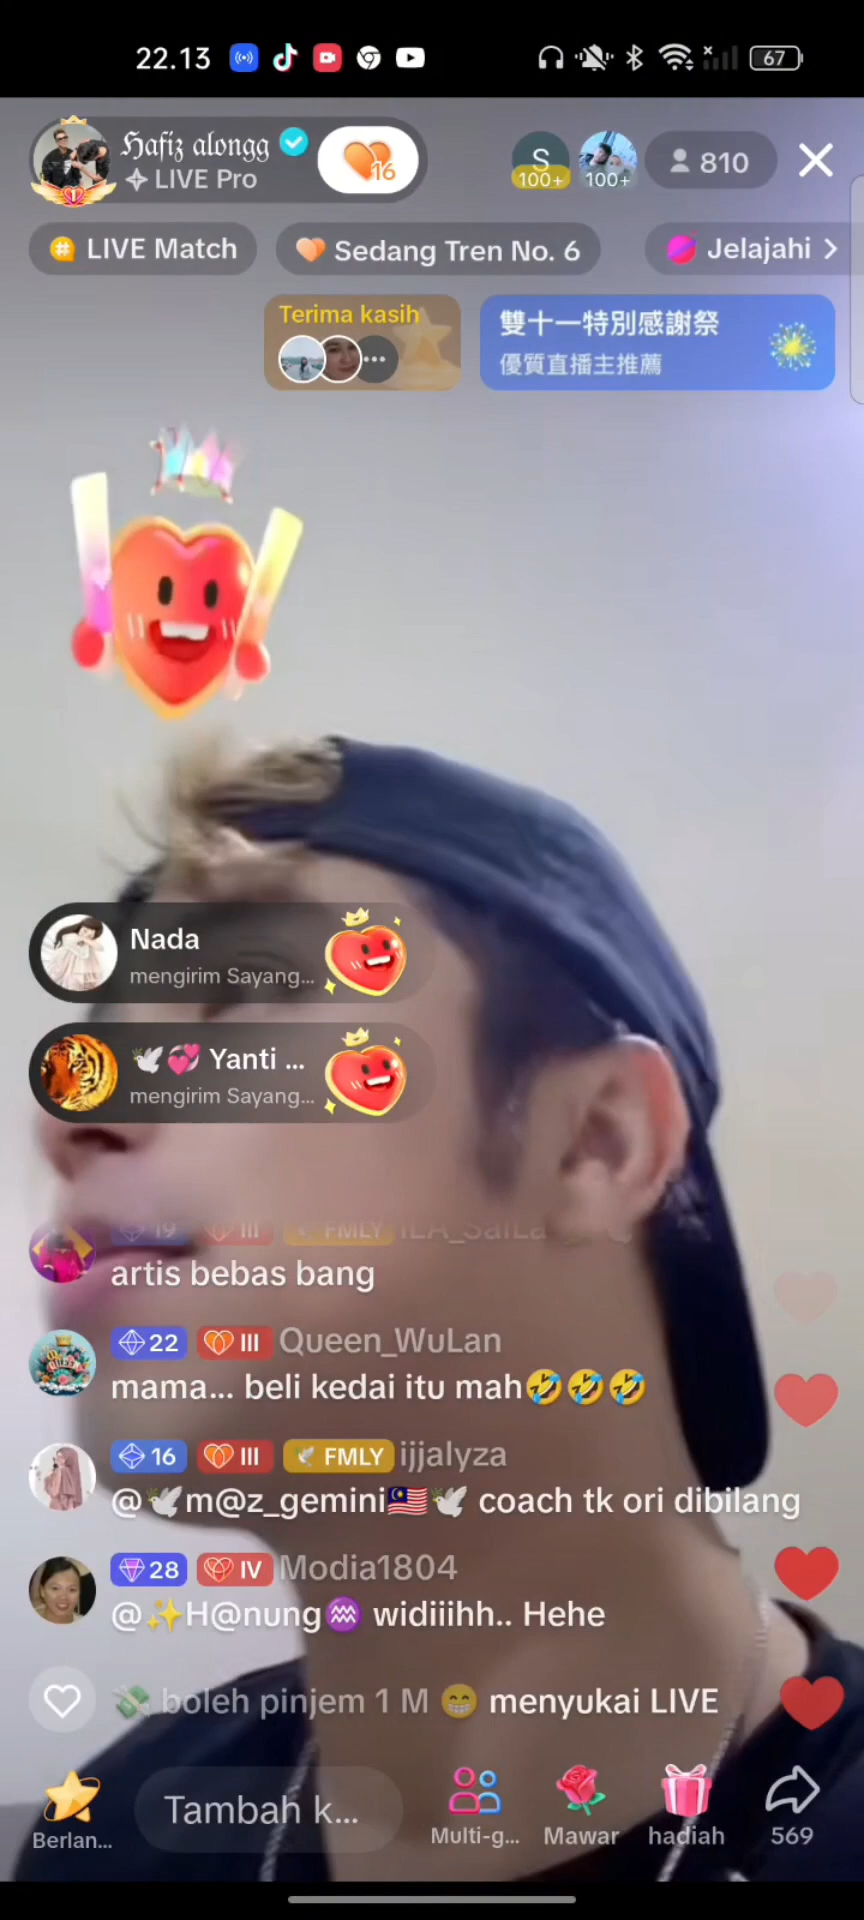 22.13
67
Hafiz alongg
LIVE Pro
16
S
100+
100+
810
LIVE Match
Sedang Tren No. 6
Jelajahi
Terima kasih
雙十一特別感謝祭
優質直播主推薦
Nada
mengirim Sayang...
🕊️💞 Yanti ...
mengirim Sayang...
19 III FMLY ILA_SaiLa
artis bebas bang
22 III Queen_WuLan
mama... beli kedai itu mah🤣🤣🤣
16 III FMLY ijjalyza
@🕊️m@z_gemini🇲🇾🕊️ coach tk ori dibilang
28 IV Modia1804
@✨H@nung♒ widiiihh.. Hehe
💸 boleh pinjem 1 M 😁 menyukai LIVE
Tambah k...
Berlan...
Multi-g...
Mawar
hadiah
569